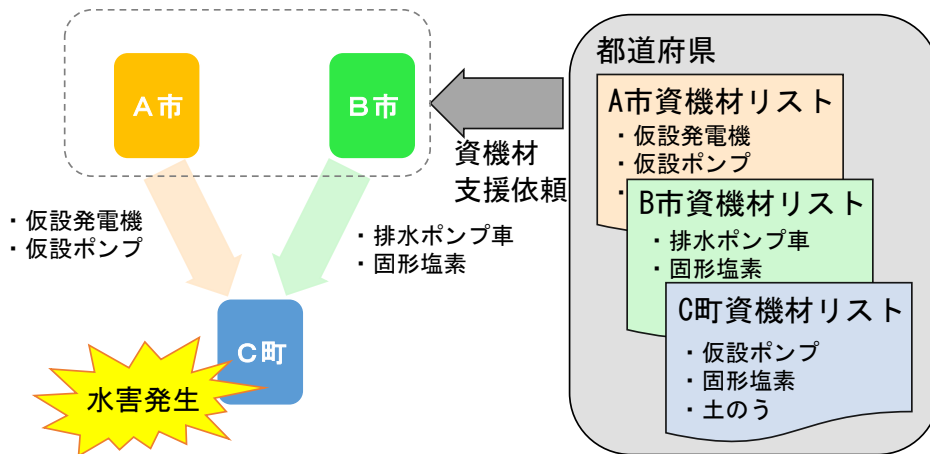 A市
B市
資機材
支援依頼
・仮設発電機
・仮設ポンプ
・排水ポンプ車
・固形塩素
C町
水害発生
都道府県
A市資機材リスト
・仮設発電機
・仮設ポンプ
・
B市資機材リスト
・排水ポンプ車
・固形塩素
C町資機材リスト
・仮設ポンプ
・固形塩素
・土のう